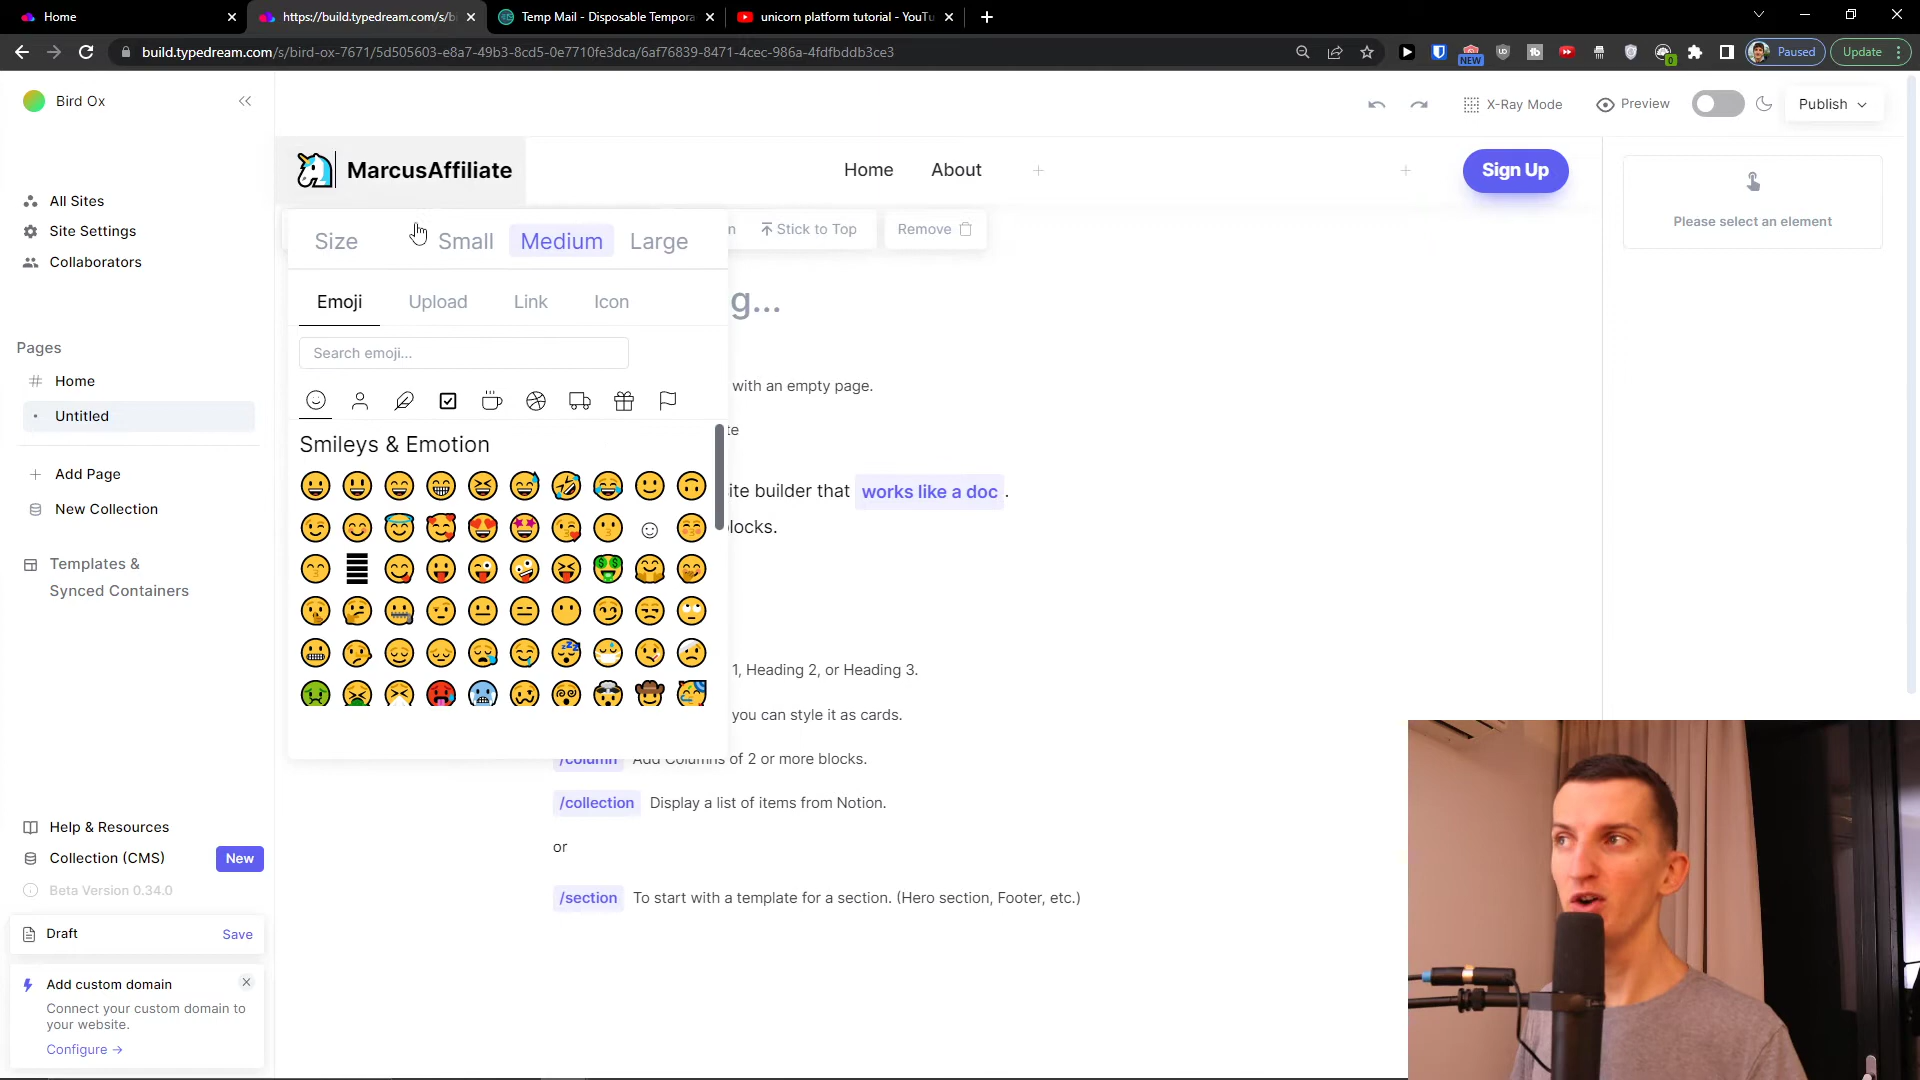 Home
https://build.typedream.com/s/bi
Temp Mail - Disposable Tempora
unicorn platform tutorial - YouTu
build.typedream.com/s/bird-ox-7671/5d505603-e8a7-49b3-8cd5-0e7710fe3dca/6af76839-8471-4cec-986a-4fdfbddb3ce3
NEW
0
Paused
Update
Bird Ox
X-Ray Mode
Preview
Publish
MarcusAffiliate
Home
About
Sign Up
Please select an element
All Sites
Site Settings
Collaborators
Size
Small
Medium
Large
n
Stick to Top
Remove
Emoji
Upload
Link
Icon
g...
Search emoji...
Pages
Home
Untitled
with an empty page.
te
Smileys & Emotion
Add Page
New Collection
ite builder that works like a doc .
locks.
Templates &
Synced Containers
1, Heading 2, or Heading 3.
you can style it as cards.
/column Add Columns of 2 or more blocks.
/collection Display a list of items from Notion.
or
/section To start with a template for a section. (Hero section, Footer, etc.)
Help & Resources
Collection (CMS)
New
Beta Version 0.34.0
Draft
Save
Add custom domain
Connect your custom domain to
your website.
Configure →